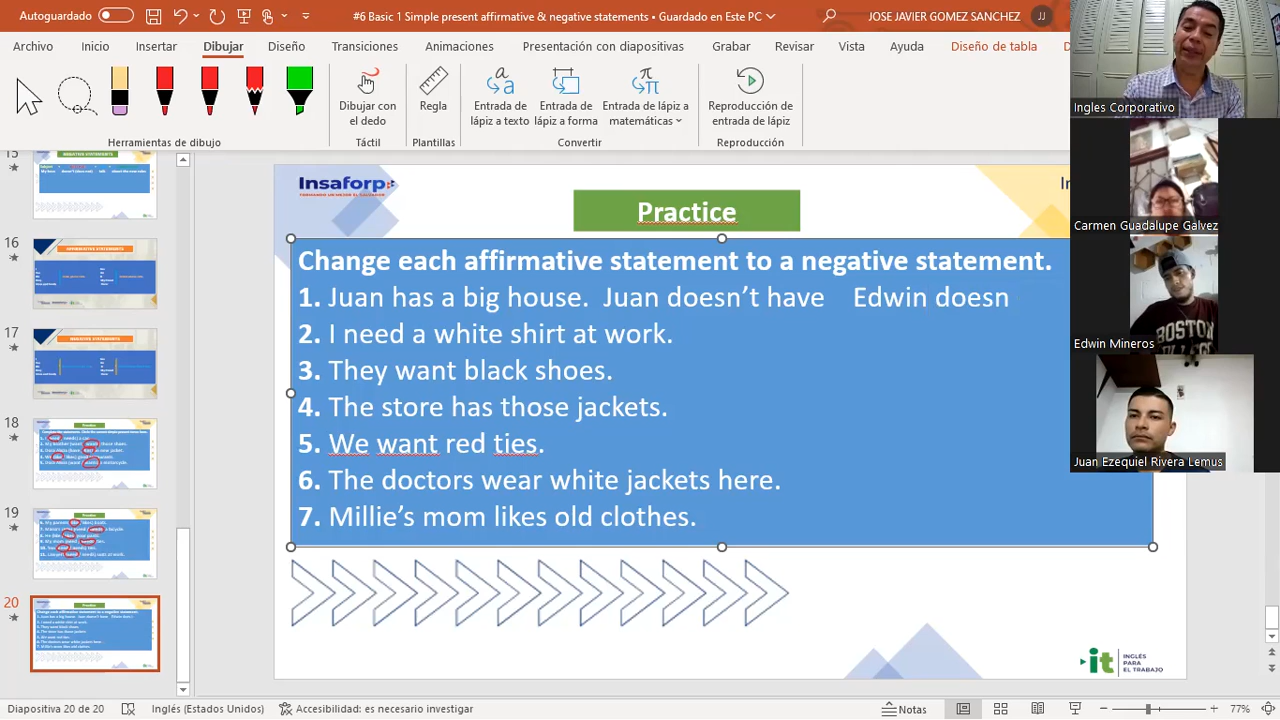 Autoguardado
#6 Basic 1 Simple present affirmative & negative statements • Guardado en Este PC
JOSE JAVIER GOMEZ SANCHEZ
JJ
Archivo Inicio Insertar Dibujar Diseño Transiciones Animaciones Presentación con diapositivas Grabar Revisar Vista Ayuda Diseño de tabla
Dibujar con el dedo
Regla
Entrada de lápiz a texto
Entrada de lápiz a forma
Entrada de lápiz a matemáticas
Reproducción de entrada de lápiz
Herramientas de dibujo
Táctil
Plantillas
Convertir
Reproducción
Ingles Corporativo
Carmen Guadalupe Galvez
Edwin Mineros
BOSTON
Juan Ezequiel Rivera Lemus
15
16
17
18
19
20
Insaforp
Practice
Change each affirmative statement to a negative statement.
1. Juan has a big house. Juan doesn’t have Edwin doesn
2. I need a white shirt at work.
3. They want black shoes.
4. The store has those jackets.
5. We want red ties.
6. The doctors wear white jackets here.
7. Millie’s mom likes old clothes.
it INGLÉS PARA EL TRABAJO
Diapositiva 20 de 20
Inglés (Estados Unidos)
Accesibilidad: es necesario investigar
Notas
77%